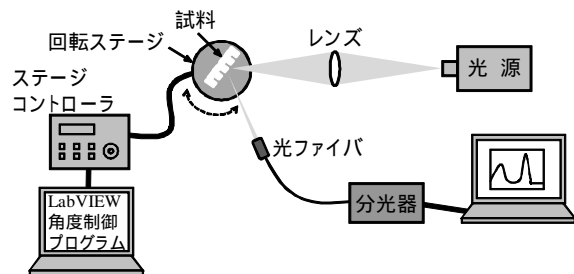 試料
回転ステージ
レンズ
光 源
ステージ
コントローラ
光ファイバ
分光器
LabVIEW
角度制御
プログラム